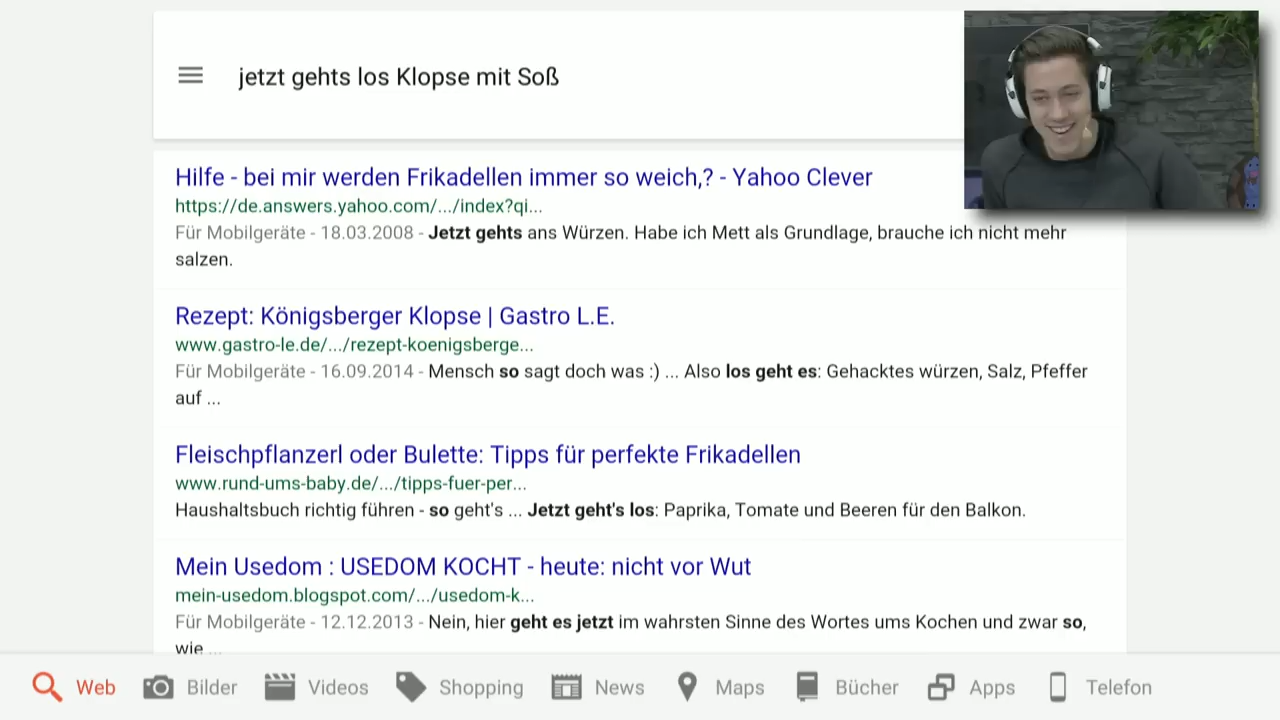 jetzt gehts los Klopse mit Soß
Hilfe - bei mir werden Frikadellen immer so weich,? - Yahoo Clever
https://de.answers.yahoo.com/.../index?qi...
Für Mobilgeräte - 18.03.2008 - Jetzt gehts ans Würzen. Habe ich Mett als Grundlage, brauche ich nicht mehr
salzen.
Rezept: Königsberger Klopse | Gastro L.E.
www.gastro-le.de/.../rezept-koenigsberge...
Für Mobilgeräte - 16.09.2014 - Mensch so sagt doch was :) ... Also los geht es: Gehacktes würzen, Salz, Pfeffer
auf ...
Fleischpflanzerl oder Bulette: Tipps für perfekte Frikadellen
www.rund-ums-baby.de/.../tipps-fuer-per...
Haushaltsbuch richtig führen - so geht's ... Jetzt geht's los: Paprika, Tomate und Beeren für den Balkon.
Mein Usedom : USEDOM KOCHT - heute: nicht vor Wut
mein-usedom.blogspot.com/.../usedom-k...
Für Mobilgeräte - 12.12.2013 - Nein, hier geht es jetzt im wahrsten Sinne des Wortes ums Kochen und zwar so,
wie ...
Web Bilder Videos Shopping News Maps Bücher Apps Telefon